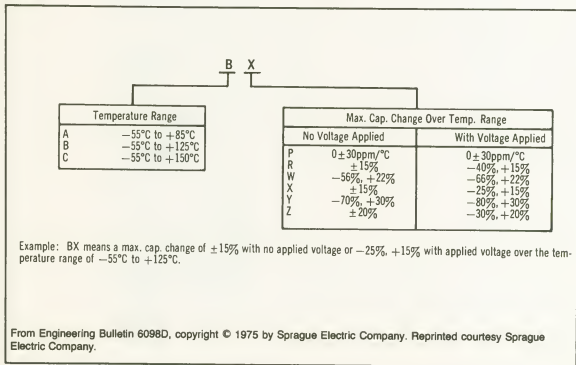 B X
Temperature Range
A −55°C to +85°C
B −55°C to +125°C
C −55°C to +150°C
Max. Cap. Change Over Temp. Range
No Voltage Applied With Voltage Applied
P 0±30ppm/°C 0±30ppm/°C
R ±15% −40%, +15%
W −56%, +22% −66%, +22%
X ±15% −25%, +15%
Y −70%, +30% −80%, +30%
Z ±20% −30%, +20%
Example: BX means a max. cap. change of ±15% with no applied voltage or −25%, +15% with applied voltage over the tem-
perature range of −55°C to +125°C.
From Engineering Bulletin 6098D, copyright © 1975 by Sprague Electric Company. Reprinted courtesy Sprague
Electric Company.